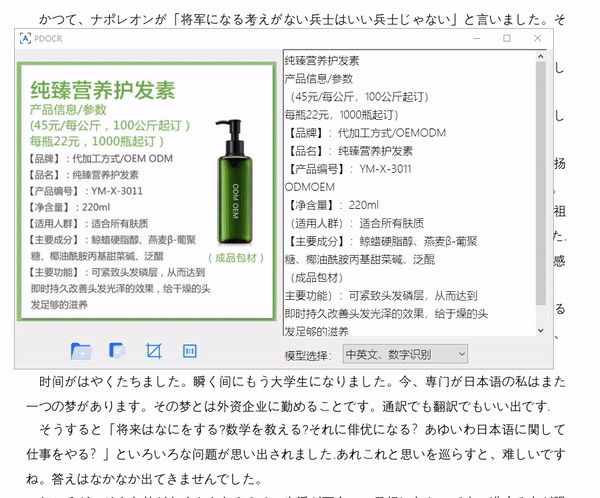 かつて、ナポレオンが「将军になる考えがない兵士はいい兵士じゃない」と言いました。そ
PDOCR
し
し
扬
。
祖
た.
感
る
、
纯臻营养护发素
产品信息/参数
(45元/每公斤，100公斤起订)
每瓶22元，1000瓶起订)
【品牌】：代加工方式/OEM ODM
【品名】：纯臻营养护发素
【产品编号】：YM-X-3011
【净含量】：220ml
【适用人群】：适合所有肤质
【主要成分】：鲸蜡硬脂醇、燕麦β-葡聚
糖、椰油酰胺丙基甜菜碱、泛醌
【主要功能】：可紧致头发磷层，从而达到
即时持久改善头发光泽的效果，给干燥的头
发足够的滋养
ODM OEM
(成品包材)
纯臻营养护发素
产品信息/参数
（45元/每公斤，100公斤起订）
每瓶22元，1000瓶起订）
【品牌】：代加工方式/OEMODM
【品名】：纯臻营养护发素
【产品编号】：YM-X-3011
ODMOEM
【净含量】：220ml
（适用人群）：适合所有肤质
【主要成分】：鲸蜡硬脂醇、燕麦β-葡聚
糖、椰油酰胺丙基甜菜碱、泛醌
（成品包材）
主要功能）：可紧致头发磷层，从而达到
即时持久改善头发光泽的效果，给于燥的头
发足够的滋养
模型选择：
中英文、数字识别
时间がはやくたちました。瞬く间にもう大学生になりました。今、専门が日本语の私はまた
一つの梦があります。その梦とは外资企业に勤めることです。通訳でも翻訳でもいい出です.
そうすると「将来はなにをする?数学を教える?それに俳优になる？あゆいわ日本语に関して
仕事をやる？」といろいろな问题が思い出されました.あれこれと思いを巡らすと、难しいです
ね。答えはなかなか出てきませんでした。